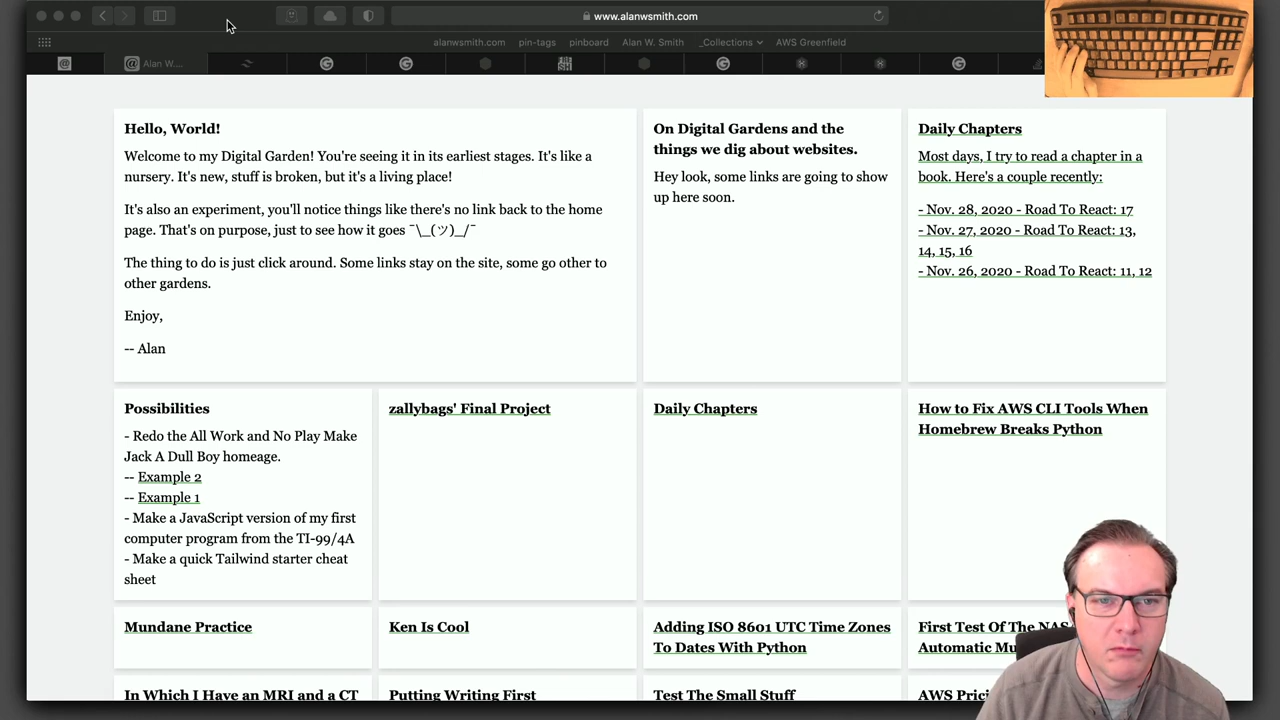 www.alanwsmith.com
alanwsmith.com pin-tags pinboard Alan W. Smith _Collections AWS Greenfield
Alan W....
Hello, World!
Welcome to my Digital Garden! You're seeing it in its earliest stages. It's like a
nursery. It's new, stuff is broken, but it's a living place!
It's also an experiment, you'll notice things like there's no link back to the home
page. That's on purpose, just to see how it goes ¯\_(ツ)_/¯
The thing to do is just click around. Some links stay on the site, some go other to
other gardens.
Enjoy,
-- Alan
On Digital Gardens and the
things we dig about websites.
Hey look, some links are going to show
up here soon.
Daily Chapters
Most days, I try to read a chapter in a
book. Here's a couple recently:
- Nov. 28, 2020 - Road To React: 17
- Nov. 27, 2020 - Road To React: 13,
14, 15, 16
- Nov. 26, 2020 - Road To React: 11, 12
Possibilities
- Redo the All Work and No Play Make
Jack A Dull Boy homeage.
-- Example 2
-- Example 1
- Make a JavaScript version of my first
computer program from the TI-99/4A
- Make a quick Tailwind starter cheat
sheet
zallybags' Final Project
Daily Chapters
How to Fix AWS CLI Tools When
Homebrew Breaks Python
Mundane Practice
Ken Is Cool
Adding ISO 8601 UTC Time Zones
To Dates With Python
First Test Of The
Automatic
In Which I Have an MRI and a CT
Putting Writing First
Test The Small Stuff
AWS